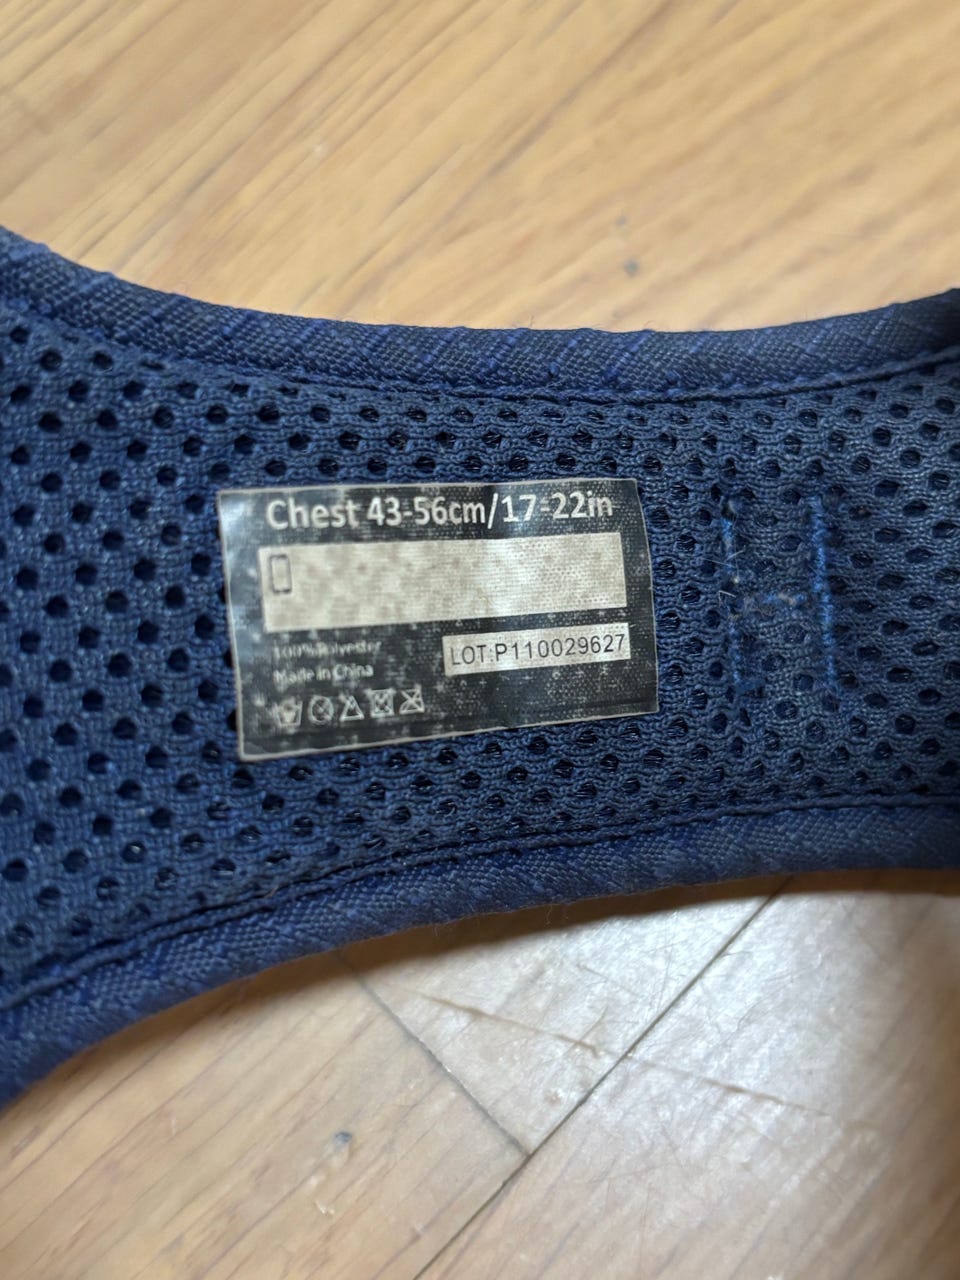 Chest 43-56cm/17-22in
100% Polyester
LOT:P110029627
Made in China